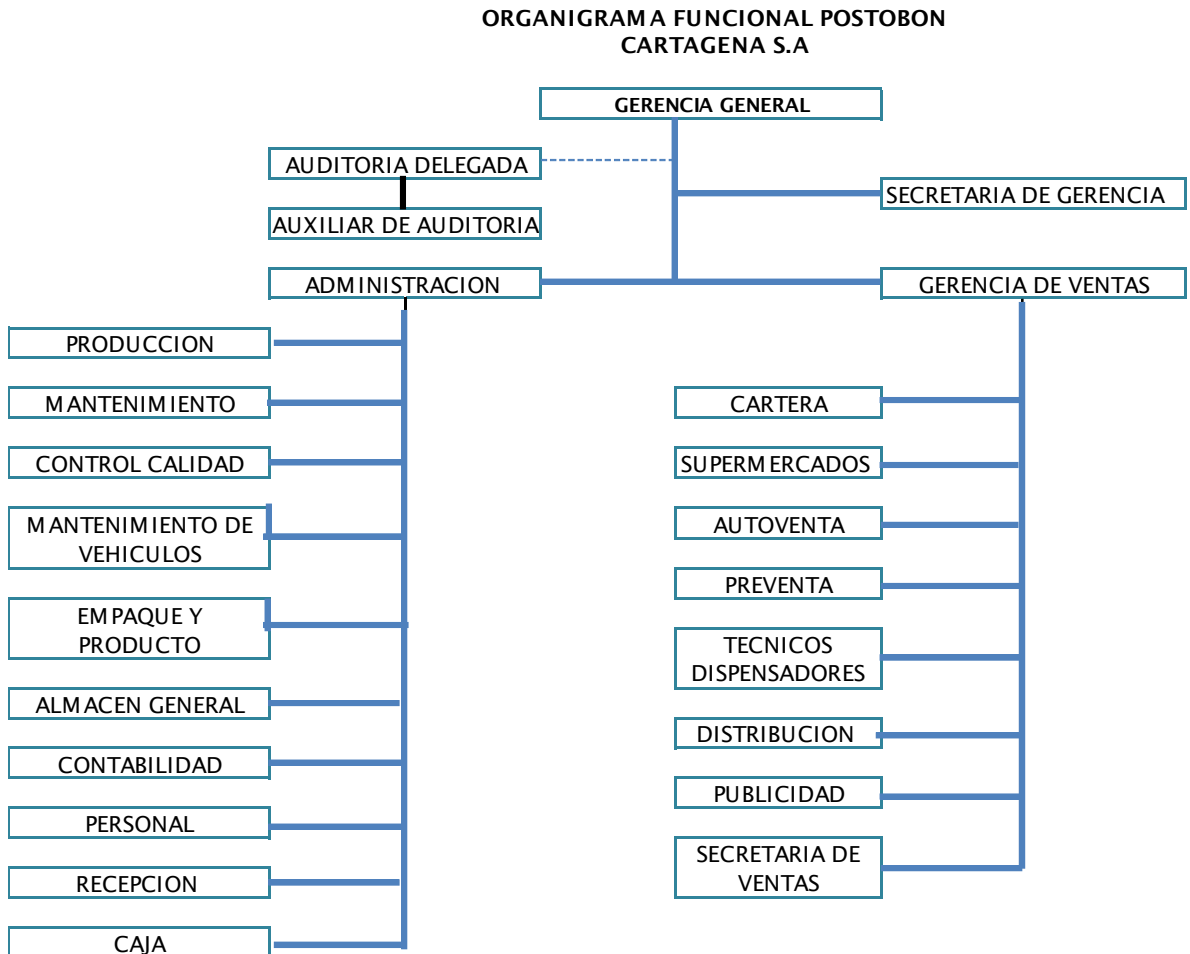 ORGANIGRAMA FUNCIONAL POSTOBON
CARTAGENA S.A
GERENCIA GENERAL
AUDITORIA DELEGADA
SECRETARIA DE GERENCIA
AUXILIAR DE AUDITORIA
ADMINISTRACION
GERENCIA DE VENTAS
PRODUCCION
MANTENIMIENTO
CONTROL CALIDAD
MANTENIMIENTO DE
VEHICULOS
EMPAQUE Y
PRODUCTO
ALMACEN GENERAL
CONTABILIDAD
PERSONAL
RECEPCION
CAJA
CARTERA
SUPERMERCADOS
AUTOVENTA
PREVENTA
TECNICOS
DISPENSADORES
DISTRIBUCION
PUBLICIDAD
SECRETARIA DE
VENTAS